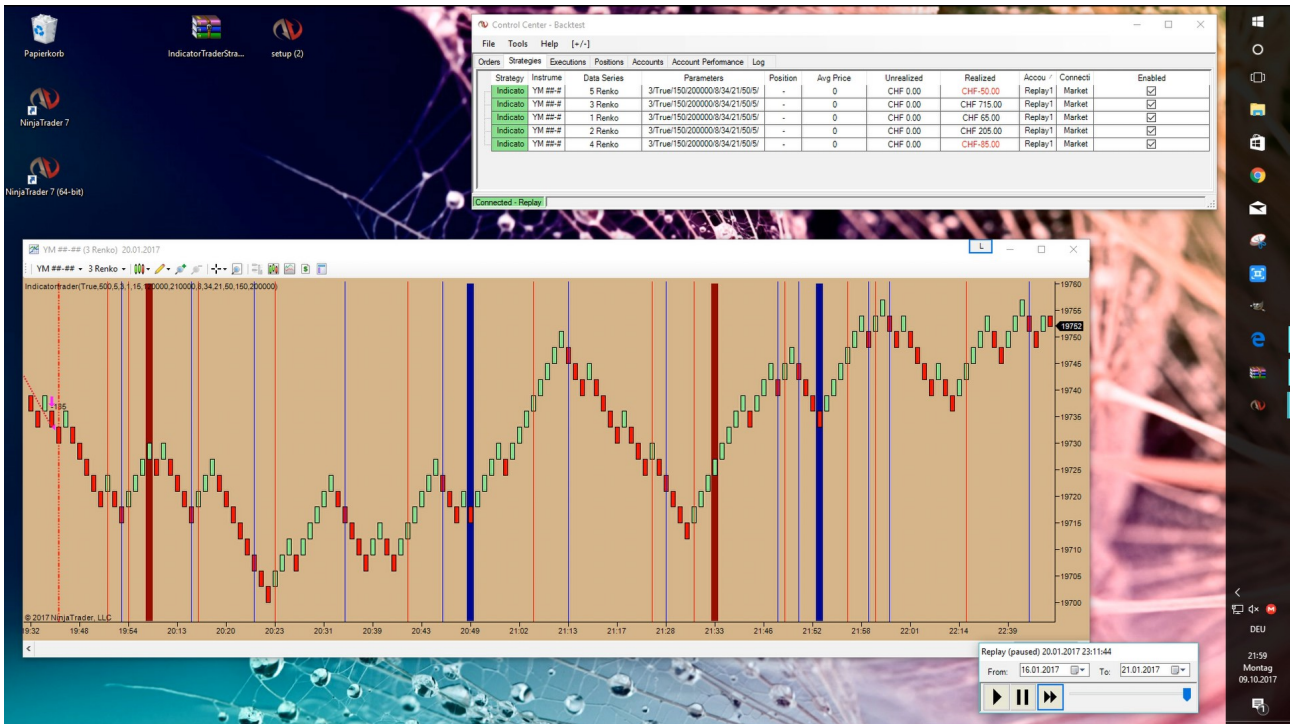 Papierkorb
IndicatorTraderStra...
setup (2)
NinjaTrader 7
NinjaTrader 7 (64-bit)
Control Center - Backtest
File Tools Help [+/-]
Orders Strategies Executions Positions Accounts Account Perfomance Log
Strategy Instrume Data Series Parameters Position Avg Price Unrealized Realized Accou Connecti Enabled
Indicato YM ##-# 5 Renko 3/True/150/200000/8/34/21/50/5/ - 0 CHF 0.00 CHF-50.00 Replay1 Market
Indicato YM ##-# 3 Renko 3/True/150/200000/8/34/21/50/5/ - 0 CHF 0.00 CHF 715.00 Replay1 Market
Indicato YM ##-# 1 Renko 3/True/150/200000/8/34/21/50/5/ - 0 CHF 0.00 CHF 65.00 Replay1 Market
Indicato YM ##-# 2 Renko 3/True/150/200000/8/34/21/50/5/ - 0 CHF 0.00 CHF 205.00 Replay1 Market
Indicato YM ##-# 4 Renko 3/True/150/200000/8/34/21/50/5/ - 0 CHF 0.00 CHF-85.00 Replay1 Market
Connected - Replay
YM ##-## (3 Renko) 20.01.2017
L
YM ##-## 3 Renko
19760
19755
19752
19750
19745
19740
19735
19730
19725
19720
19715
19710
19705
19700
© 2017 NinjaTrader, LLC
19:32 19:48 19:54 20:13 20:20 20:23 20:31 20:39 20:43 20:49 21:02 21:13 21:17 21:28 21:33 21:46 21:52 21:58 22:01 22:14 22:39
Replay (paused) 20.01.2017 23:11:44
From: 16.01.2017 To: 21.01.2017
DEU
21:59
Montag
09.10.2017